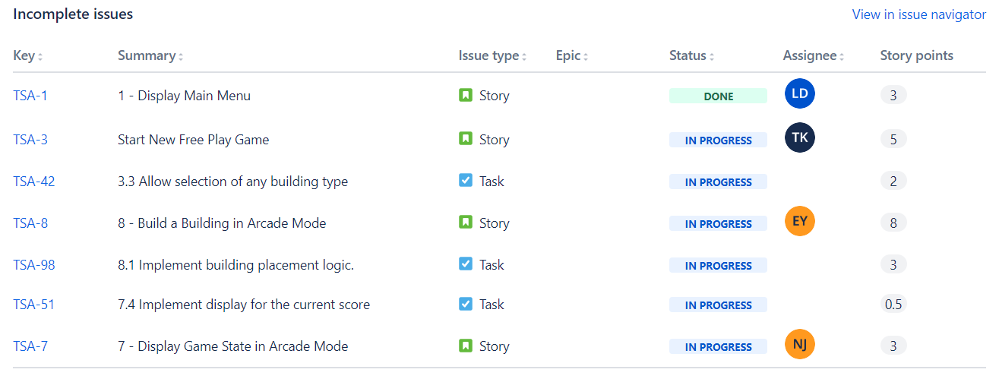 Incomplete issues View in issue navigator
Key Summary Issue type Epic Status Assignee Story points
TSA-1 1 - Display Main Menu Story DONE LD 3
TSA-3 Start New Free Play Game Story IN PROGRESS TK 5
TSA-42 3.3 Allow selection of any building type Task IN PROGRESS 2
TSA-8 8 - Build a Building in Arcade Mode Story IN PROGRESS EY 8
TSA-98 8.1 Implement building placement logic. Task IN PROGRESS 3
TSA-51 7.4 Implement display for the current score Task IN PROGRESS 0.5
TSA-7 7 - Display Game State in Arcade Mode Story IN PROGRESS NJ 3